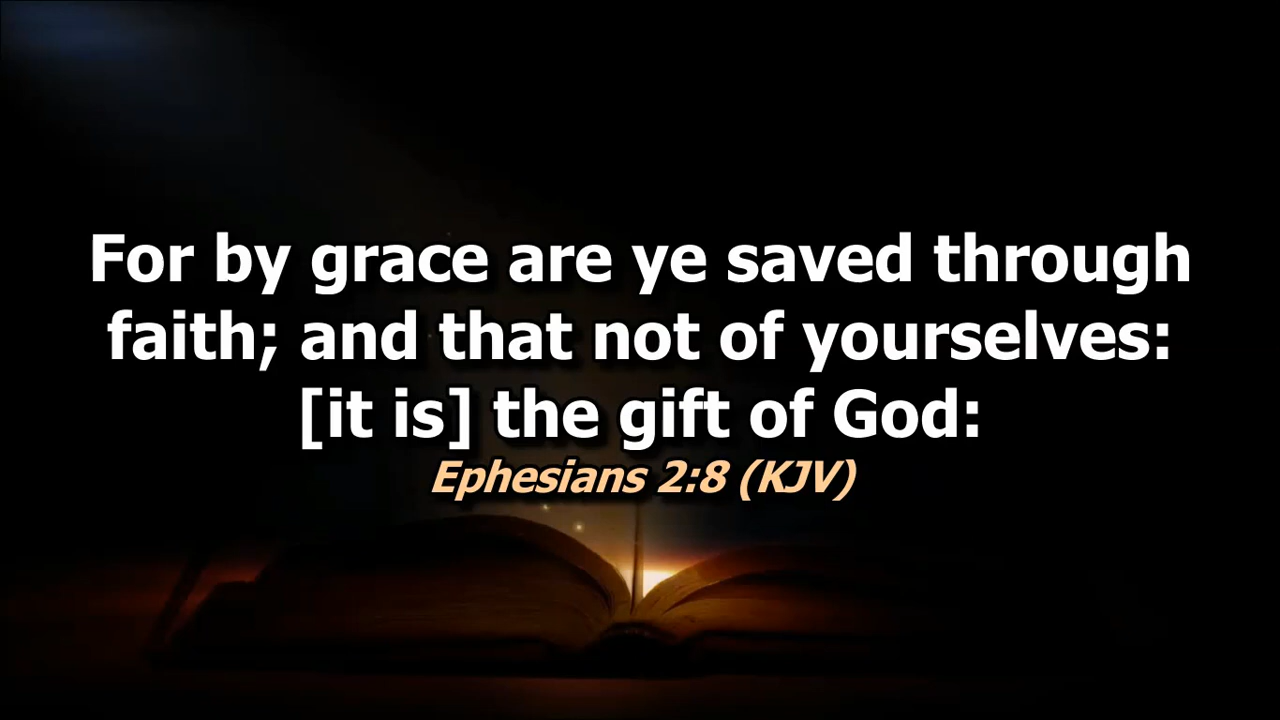 For by grace are ye saved through
faith; and that not of yourselves:
[it is] the gift of God:
Ephesians 2:8 (KJV)